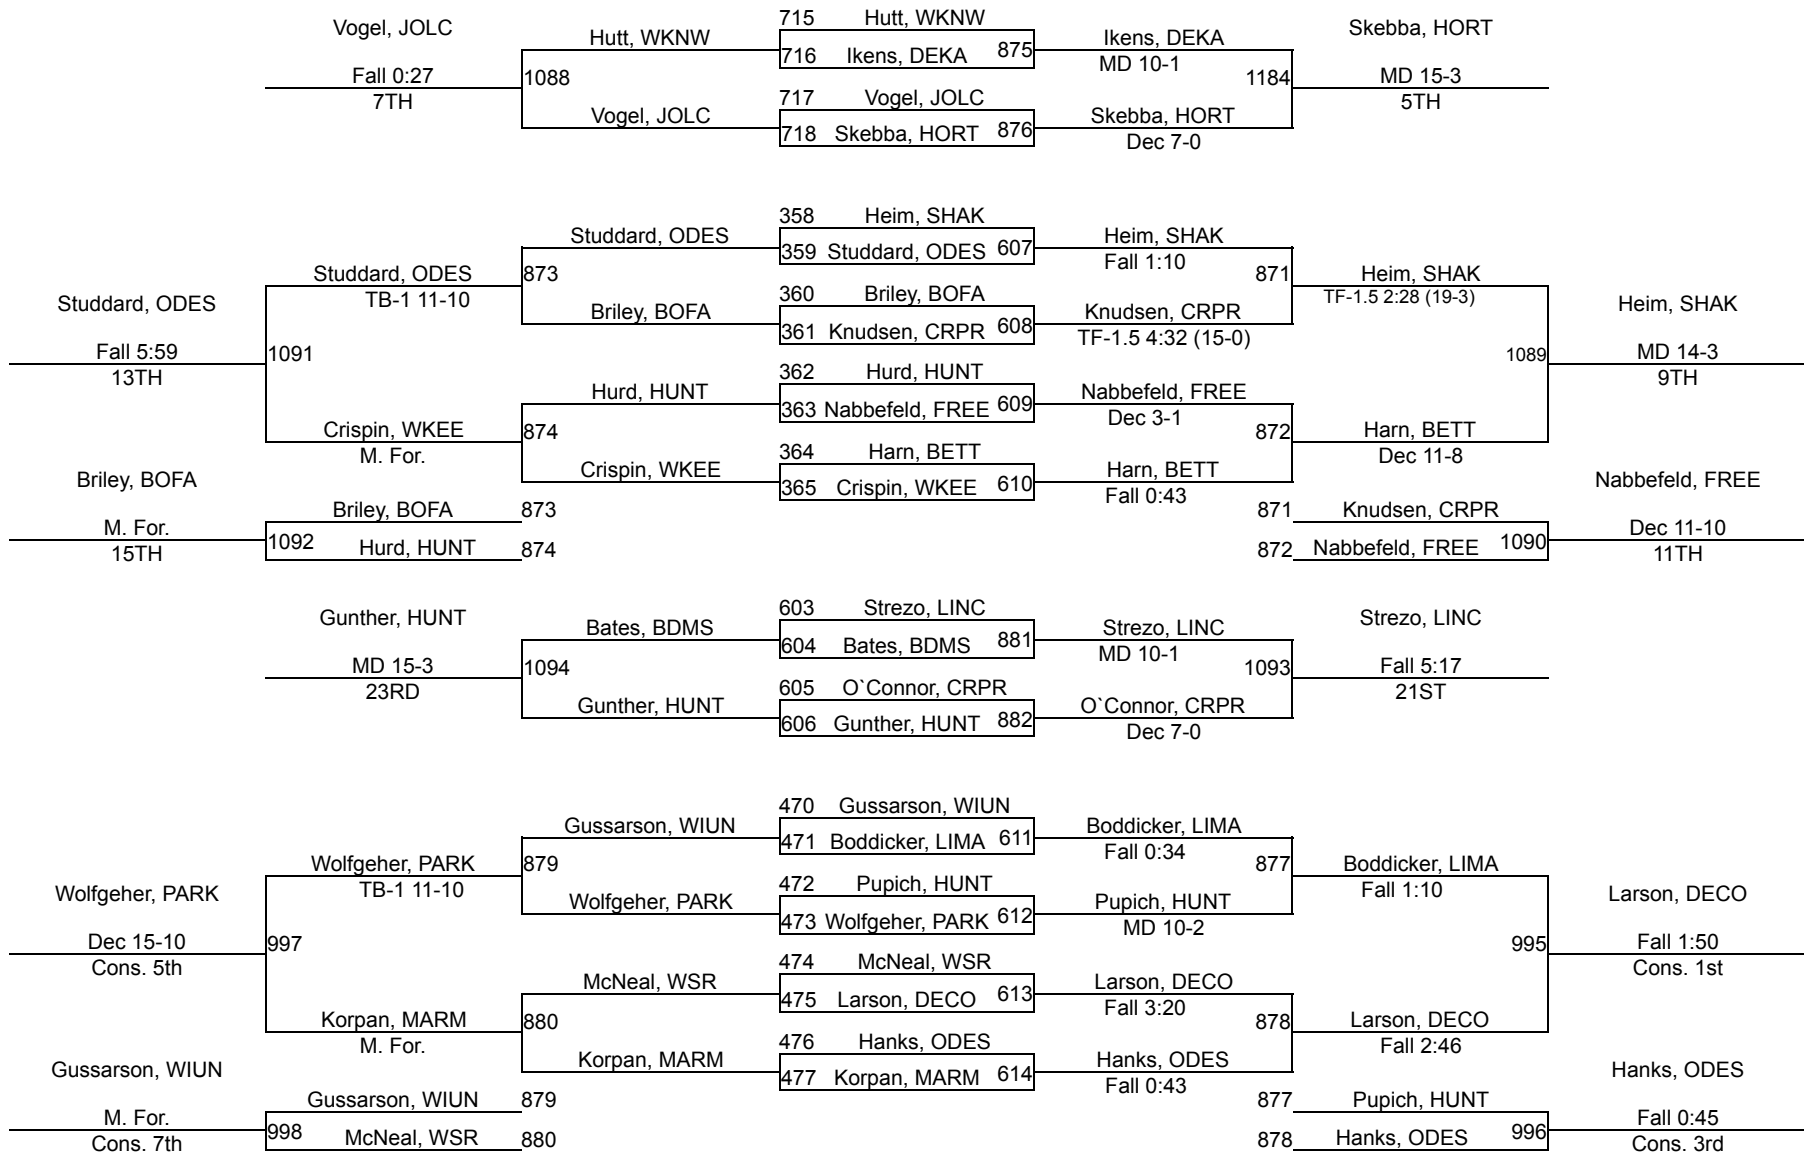 Vogel, JOLC
Fall 0:27
7TH
1088
Hutt, WKNW
Vogel, JOLC
715 Hutt, WKNW
716 Ikens, DEKA 875
717 Vogel, JOLC
718 Skebba, HORT 876
Ikens, DEKA
MD 10-1
Skebba, HORT
Dec 7-0
1184
Skebba, HORT
MD 15-3
5TH
Studdard, ODES
Fall 5:59
13TH
1091
Studdard, ODES
TB-1 11-10
Crispin, WKEE
M. For.
873
874
Studdard, ODES
Briley, BOFA
Hurd, HUNT
Crispin, WKEE
358 Heim, SHAK
359 Studdard, ODES 607
360 Briley, BOFA
361 Knudsen, CRPR 608
362 Hurd, HUNT
363 Nabbefeld, FREE 609
364 Harn, BETT
365 Crispin, WKEE 610
Heim, SHAK
Fall 1:10
Knudsen, CRPR
TF-1.5 4:32 (15-0)
Nabbefeld, FREE
Dec 3-1
Harn, BETT
Fall 0:43
871
872
Heim, SHAK
TF-1.5 2:28 (19-3)
Harn, BETT
Dec 11-8
1089
Heim, SHAK
MD 14-3
9TH
Briley, BOFA
M. For.
15TH
Briley, BOFA 873
1092 Hurd, HUNT 874
871 Knudsen, CRPR
872 Nabbefeld, FREE 1090
Nabbefeld, FREE
Dec 11-10
11TH
Gunther, HUNT
MD 15-3
23RD
1094
Bates, BDMS
Gunther, HUNT
603 Strezo, LINC
604 Bates, BDMS 881
605 O`Connor, CRPR
606 Gunther, HUNT 882
Strezo, LINC
MD 10-1
O`Connor, CRPR
Dec 7-0
1093
Strezo, LINC
Fall 5:17
21ST
Wolfgeher, PARK
Dec 15-10
Cons. 5th
997
Wolfgeher, PARK
TB-1 11-10
Korpan, MARM
M. For.
879
880
Gussarson, WIUN
Wolfgeher, PARK
McNeal, WSR
Korpan, MARM
470 Gussarson, WIUN
471 Boddicker, LIMA 611
472 Pupich, HUNT
473 Wolfgeher, PARK 612
474 McNeal, WSR
475 Larson, DECO 613
476 Hanks, ODES
477 Korpan, MARM 614
Boddicker, LIMA
Fall 0:34
Pupich, HUNT
MD 10-2
Larson, DECO
Fall 3:20
Hanks, ODES
Fall 0:43
877
878
Boddicker, LIMA
Fall 1:10
Larson, DECO
Fall 2:46
995
Larson, DECO
Fall 1:50
Cons. 1st
Gussarson, WIUN
M. For.
Cons. 7th
Gussarson, WIUN 879
998 McNeal, WSR 880
877 Pupich, HUNT
878 Hanks, ODES 996
Hanks, ODES
Fall 0:45
Cons. 3rd